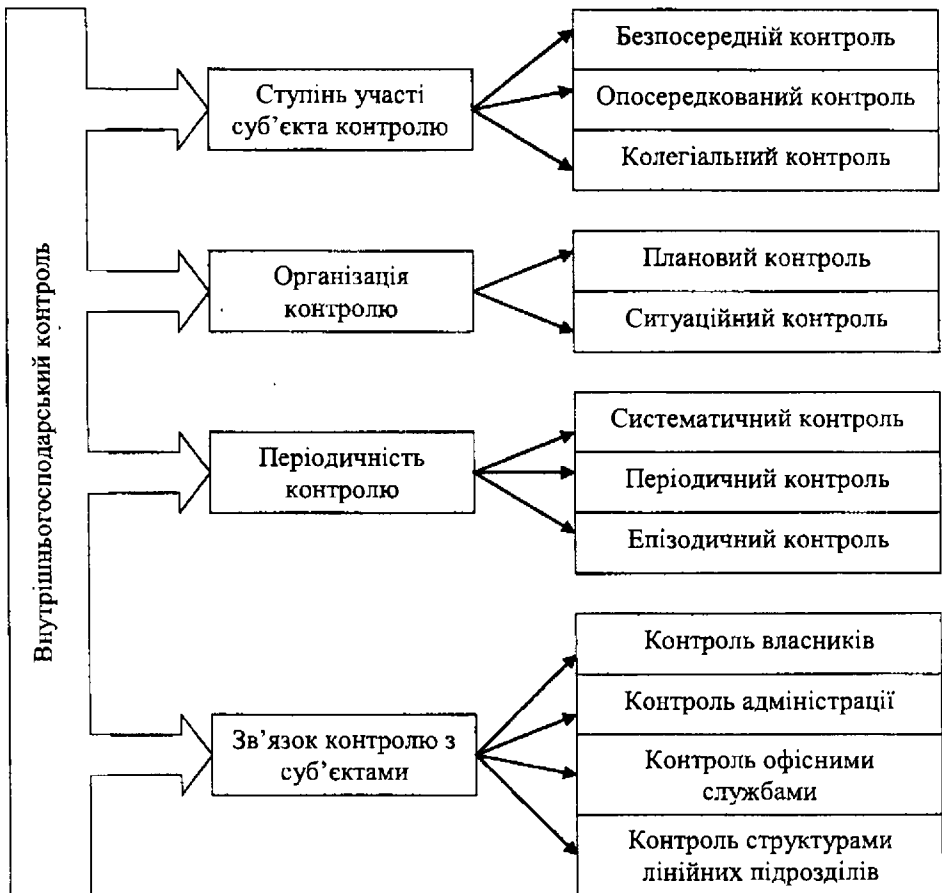 Внутрішньогосподарський контроль
Ступінь участі
суб’єкта контролю
Безпосередній контроль
Опосередкований контроль
Колегіальний контроль
Організація
контролю
Плановий контроль
Ситуаційний контроль
Періодичність
контролю
Систематичний контроль
Періодичний контроль
Епізодичний контроль
Зв’язок контролю з
суб’єктами
Контроль власників
Контроль адміністрації
Контроль офісними
службами
Контроль структурами
лінійних підрозділів